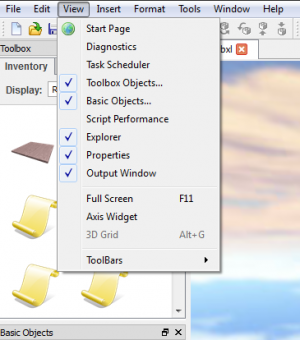 File Edit View Insert Format Tools Window Help
Toolbox
Inventory
Display:
Start Page
Diagnostics
Task Scheduler
Toolbox Objects...
Basic Objects...
Script Performance
Explorer
Properties
Output Window
Full Screen F11
Axis Widget
3D Grid Alt+G
ToolBars
Basic Objects